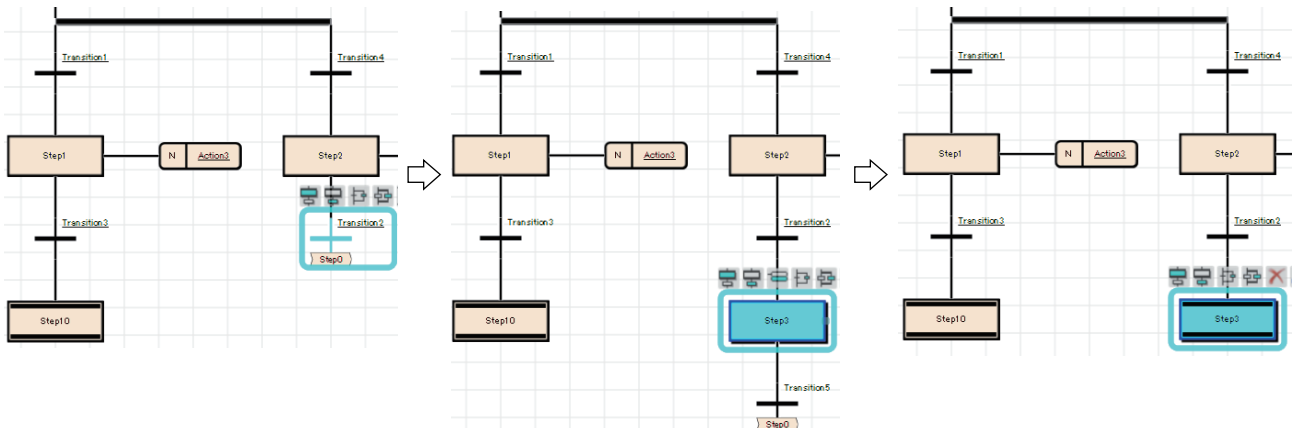 Transition1
Transition4
Step1
N
Action3
Step2
Transition3
Transition2
Step0
Step10
Transition1
Transition4
Step1
N
Action3
Step2
Transition3
Transition2
Step10
Step3
Transition5
Step0
Transition1
Transition4
Step1
N
Action3
Step2
Transition3
Transition2
Step10
Step3